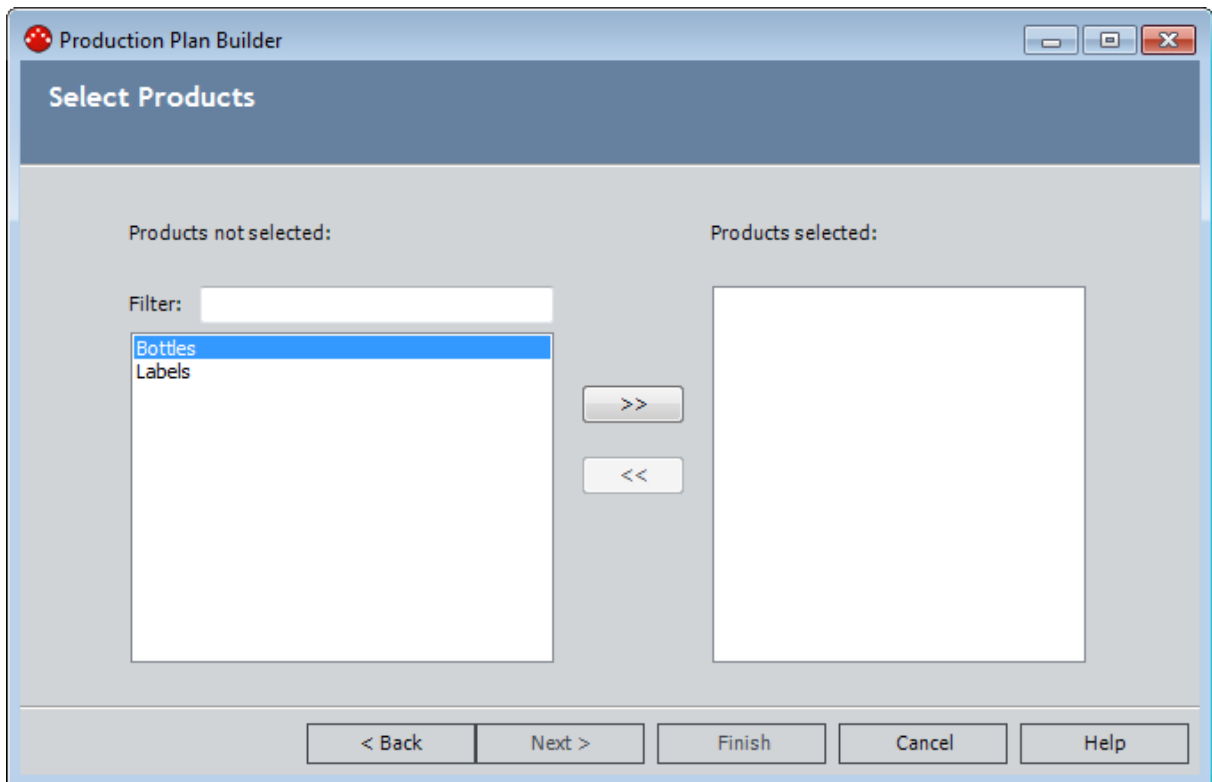 Production Plan Builder
Select Products
Products not selected:
Products selected:
Filter:
Bottles
Labels
>>
<<
< Back
Next >
Finish
Cancel
Help